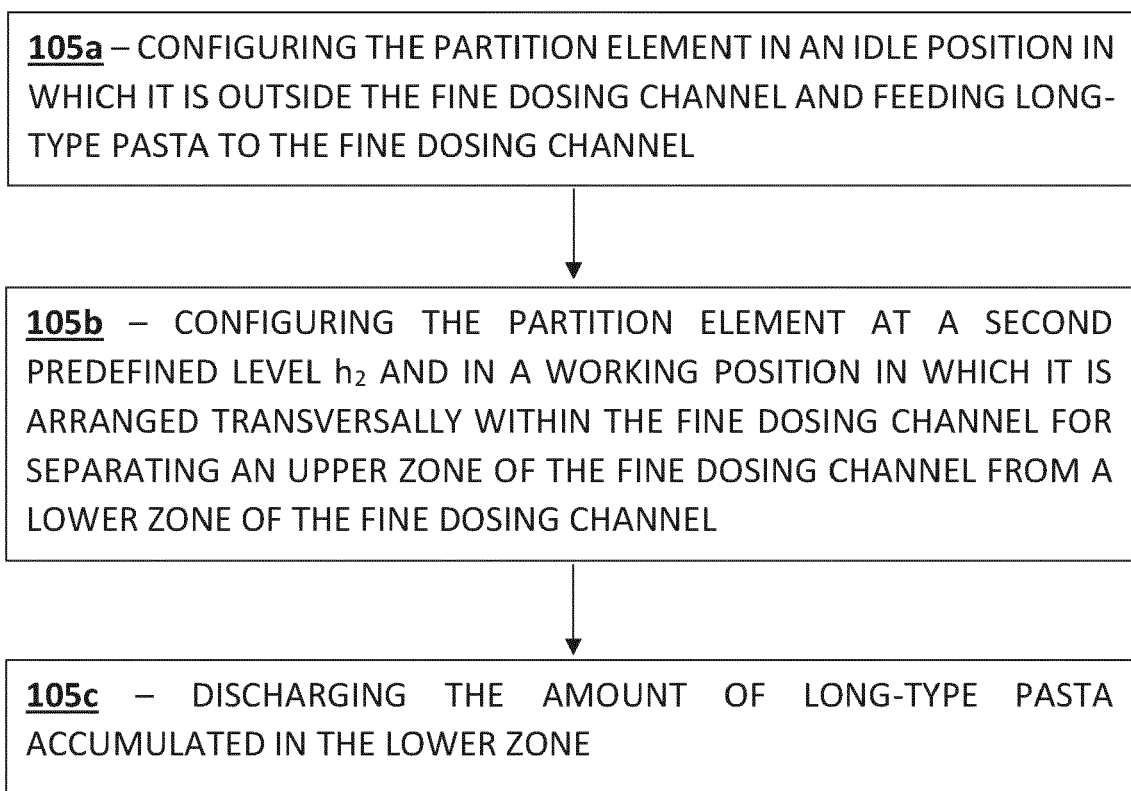 105a – CONFIGURING THE PARTITION ELEMENT IN AN IDLE POSITION IN
WHICH IT IS OUTSIDE THE FINE DOSING CHANNEL AND FEEDING LONG-
TYPE PASTA TO THE FINE DOSING CHANNEL
105b – CONFIGURING THE PARTITION ELEMENT AT A SECOND
PREDEFINED LEVEL h₂ AND IN A WORKING POSITION IN WHICH IT IS
ARRANGED TRANSVERSALLY WITHIN THE FINE DOSING CHANNEL FOR
SEPARATING AN UPPER ZONE OF THE FINE DOSING CHANNEL FROM A
LOWER ZONE OF THE FINE DOSING CHANNEL
105c – DISCHARGING THE AMOUNT OF LONG-TYPE PASTA
ACCUMULATED IN THE LOWER ZONE